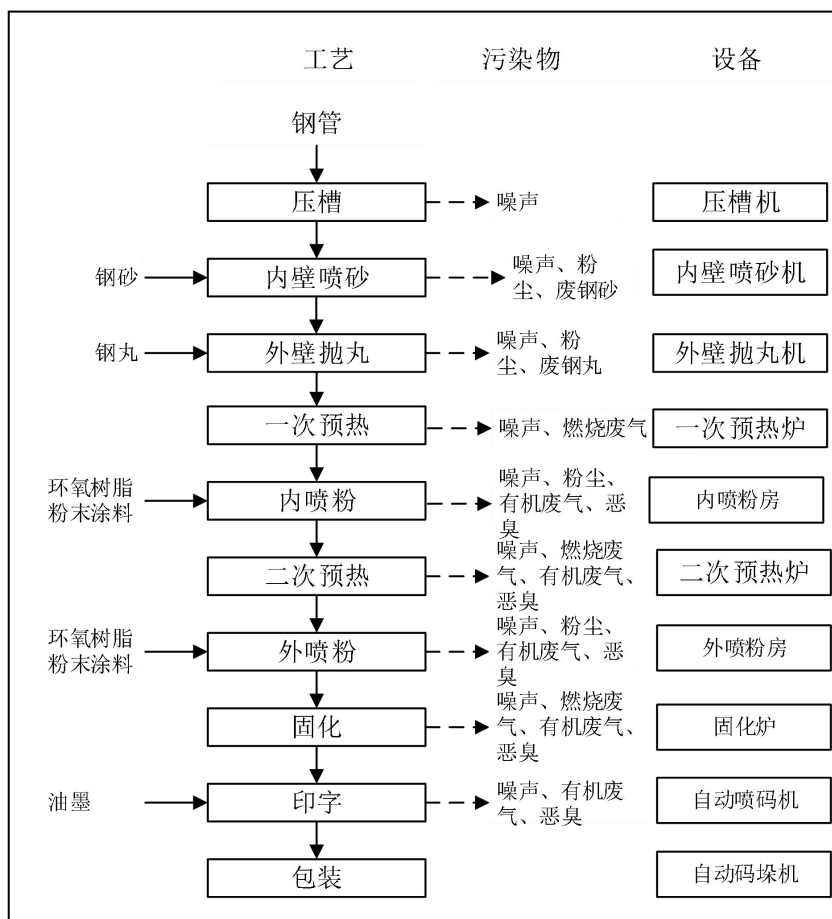 工艺 污染物 设备
钢管
压槽 噪声 压槽机
钢砂 内壁喷砂 噪声、粉
尘、废钢砂 内壁喷砂机
钢丸 外壁抛丸 噪声、粉
尘、废钢丸 外壁抛丸机
一次预热 噪声、燃烧废气 一次预热炉
环氧树脂
粉末涂料 内喷粉 噪声、粉尘、
有机废气、恶
臭 内喷粉房
二次预热 噪声、燃烧废
气、有机废气、
恶臭 二次预热炉
环氧树脂
粉末涂料 外喷粉 噪声、粉尘、
有机废气、恶
臭 外喷粉房
固化 噪声、燃烧废
气、有机废气、
恶臭 固化炉
油墨 印字 噪声、有机废
气、恶臭 自动喷码机
包装 自动码垛机